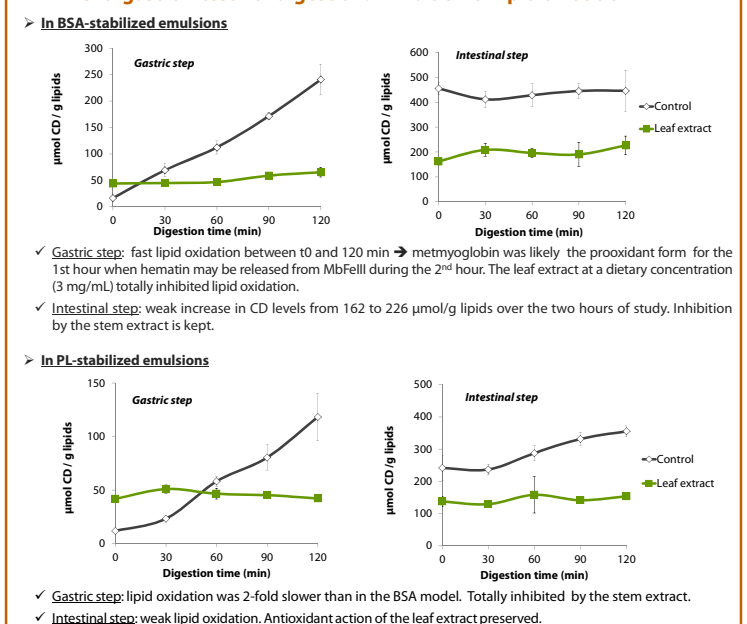 ➢ In BSA-stabilized emulsions
300
250
200
150
100
50
0
µmol CD / g lipids
Gastric step
0 30 60 90 120
Digestion time (min)
600
500
400
300
200
100
0
µmol CD / g lipids
Intestinal step
0 30 60 90 120
Digestion time (min)
Control
Leaf extract
✓ Gastric step: fast lipid oxidation between t0 and 120 min ➔ metmyoglobin was likely the prooxidant form for the
1st hour when hematin may be released from MbFeIII during the 2nd hour. The leaf extract at a dietary concentration
(3 mg/mL) totally inhibited lipid oxidation.
✓ Intestinal step: weak increase in CD levels from 162 to 226 µmol/g lipids over the two hours of study. Inhibition
by the stem extract is kept.
➢ In PL-stabilized emulsions
150
100
50
0
µmol CD / g lipids
Gastric step
0 30 60 90 120
Digestion time (min)
500
400
300
200
100
0
µmol CD /g lipids
Intestinal step
0 30 60 90 120
Digestion time (min)
Control
Leaf extract
✓ Gastric step: lipid oxidation was 2-fold slower than in the BSA model. Totally inhibited by the stem extract.
✓ Intestinal step: weak lipid oxidation. Antioxidant action of the leaf extract preserved.